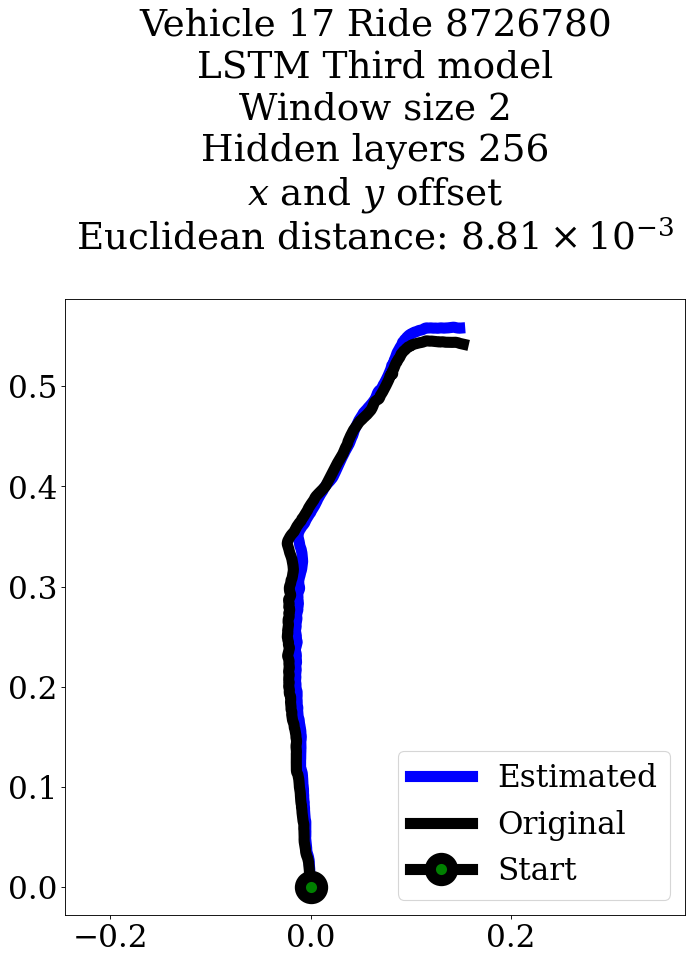 Vehicle 17 Ride 8726780
LSTM Third model
Window size 2
Hidden layers 256
x and y offset
Euclidean distance: 8.81 × 10⁻³
0.5
0.4
0.3
0.2
0.1
0.0
Estimated
Original
Start
−0.2 0.0 0.2